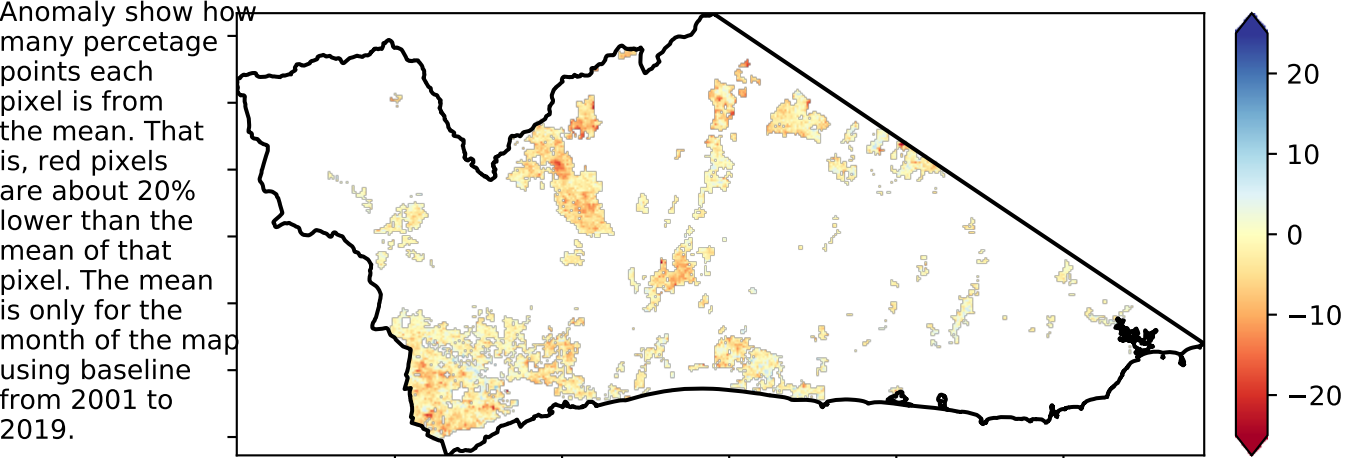 Anomaly show how
many percetage
points each
pixel is from
the mean. That
is, red pixels
are about 20%
lower than the
mean of that
pixel. The mean
is only for the
month of the map
using baseline
from 2001 to
2019.
20
10
0
−10
−20